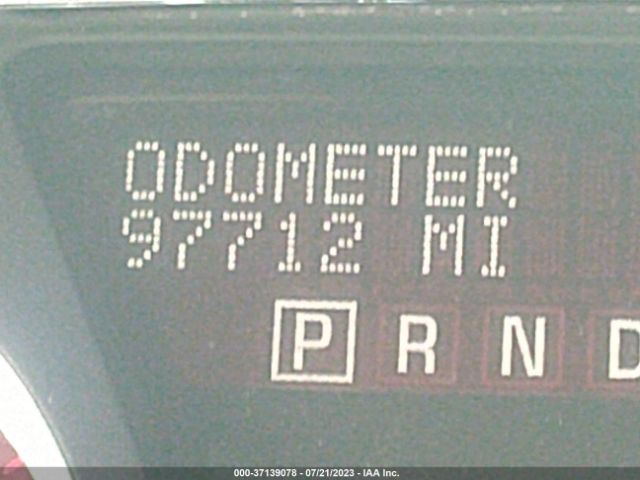 ODOMETER
97712 MI
P R N D
000-37139078 - 07/21/2023 - IAA Inc.